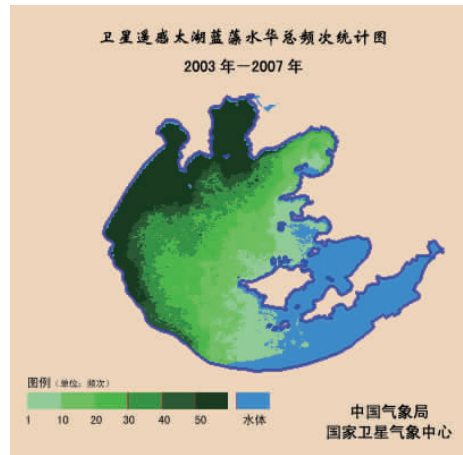 卫星遥感太湖蓝藻水华总频次统计图
2003年－2007年
图例（单位：频次）
1 10 20 30 40 50 水体
中国气象局
国家卫星气象中心